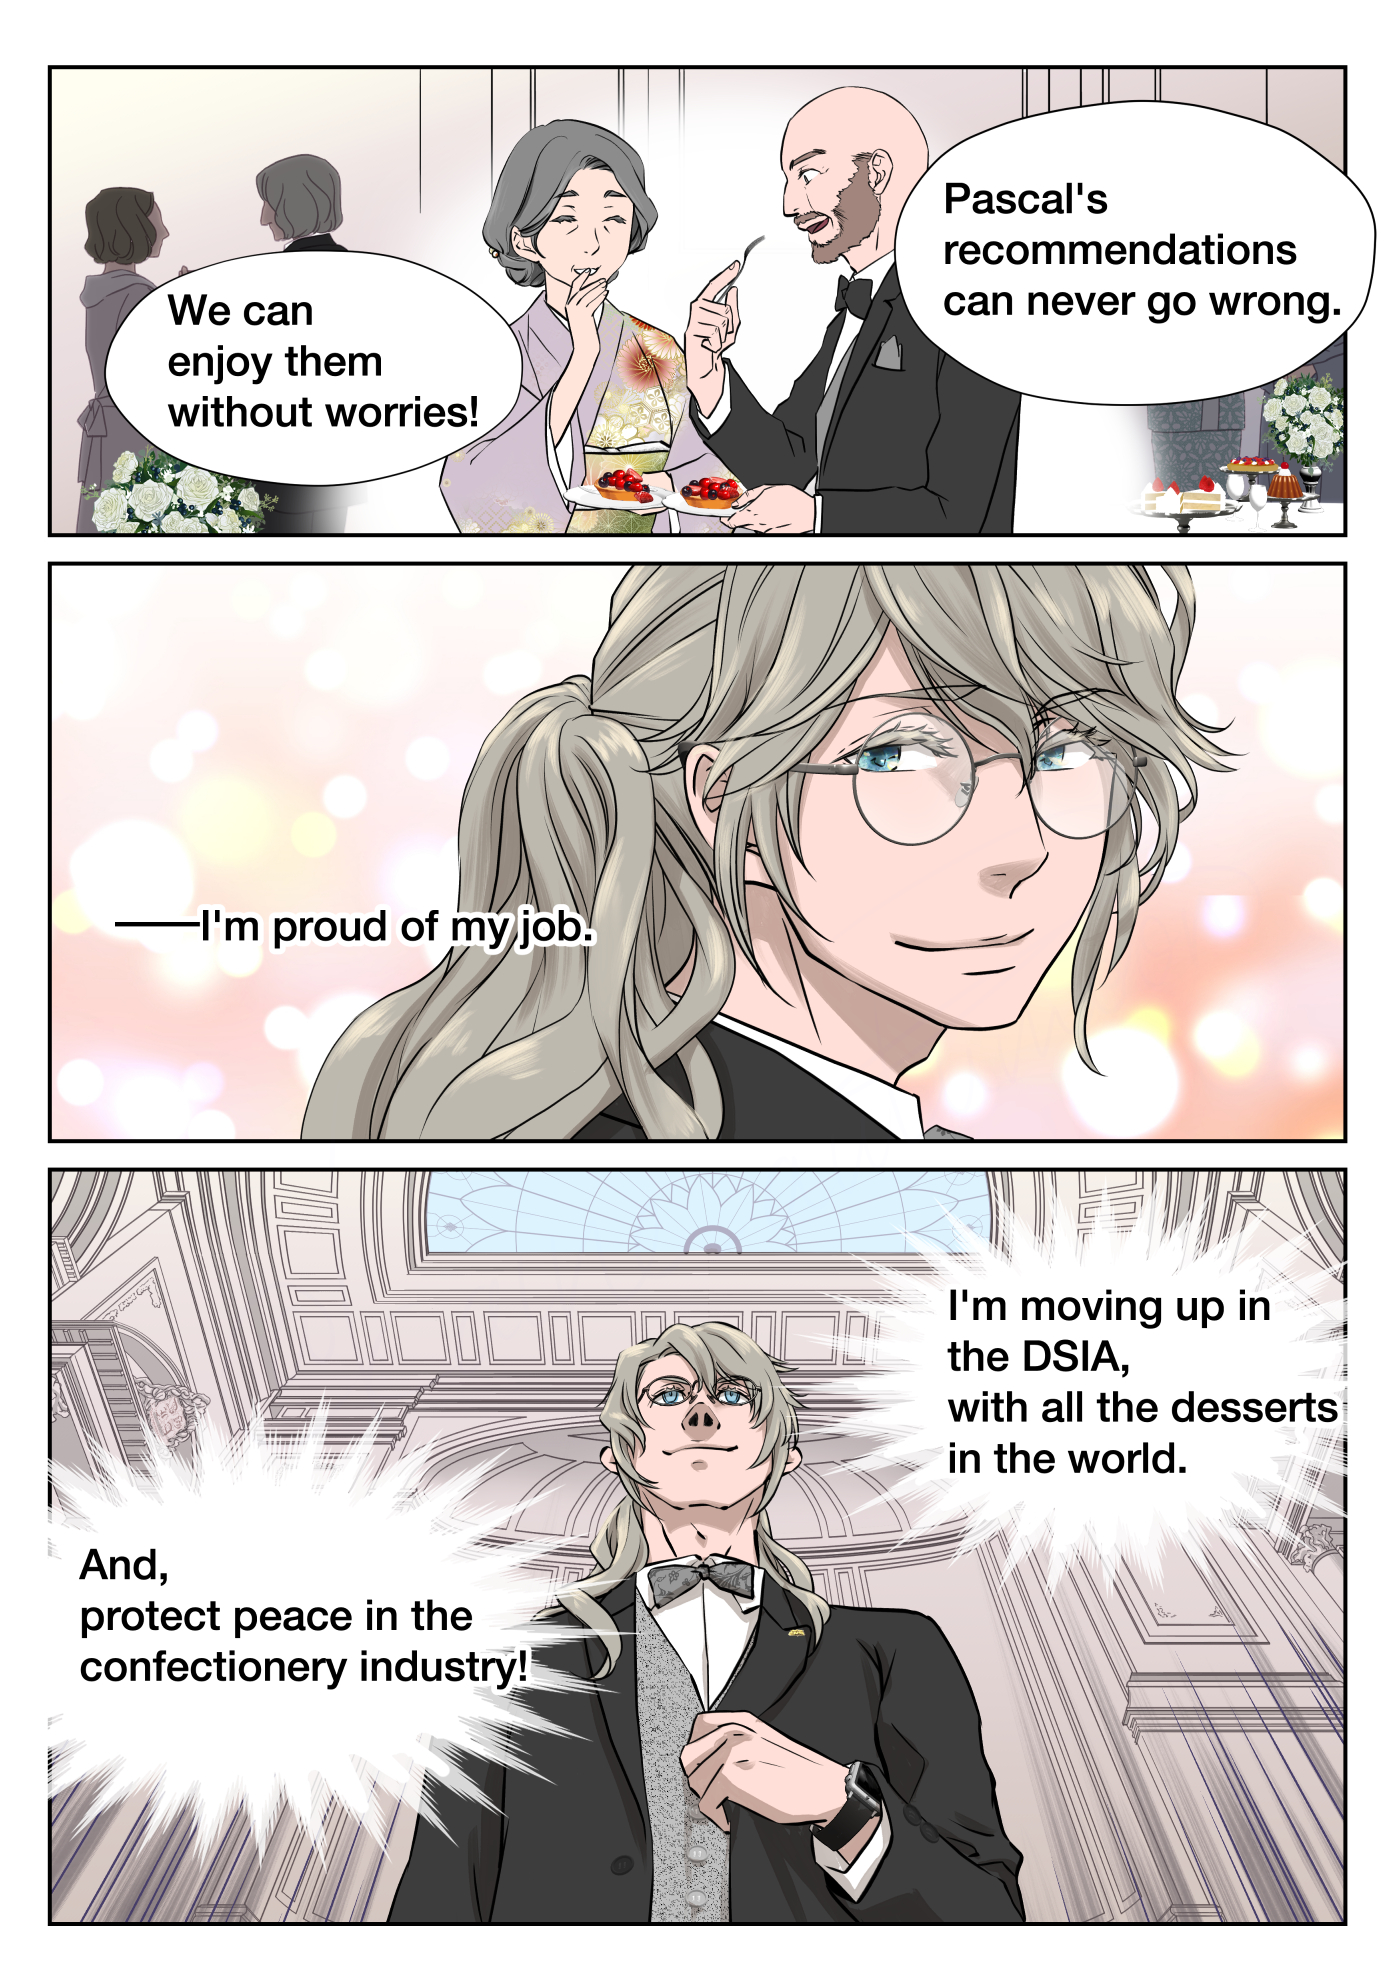 Pascal's
recommendations
can never go wrong.
We can
enjoy them
without worries!
——I'm proud of my job.
I'm moving up in
the DSIA,
with all the desserts
in the world.
And,
protect peace in the
confectionery industry!